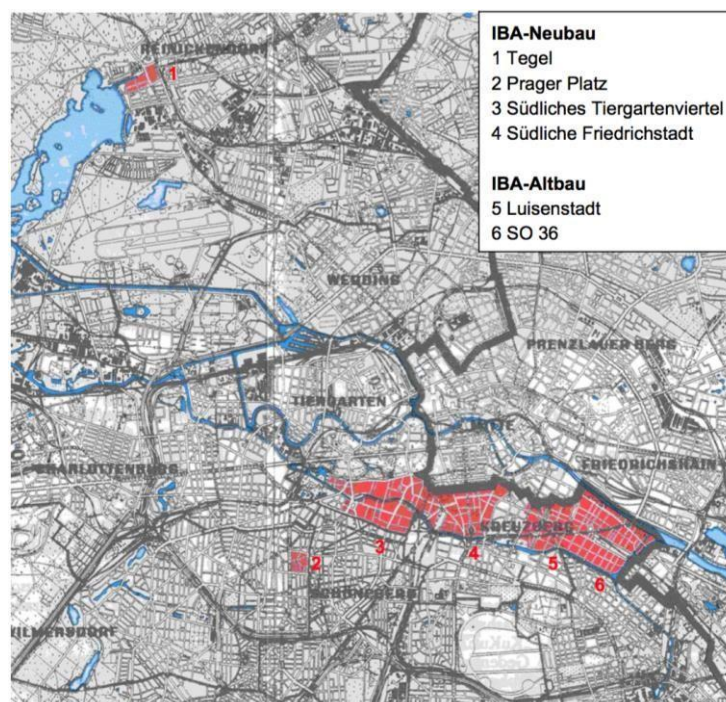 IBA-Neubau
1 Tegel
2 Prager Platz
3 Südliches Tiergartenviertel
4 Südliche Friedrichstadt
IBA-Altbau
5 Luisenstadt
6 SO 36
REINICKENDORF
1
WEDDING
PRENZLAUER BERG
TIERGARTEN
MITTE
CHARLOTTENBURG
FRIEDRICHSHAIN
KREUZBERG
3
4
5
2
6
SCHÖNEBERG
WILMERSDORF